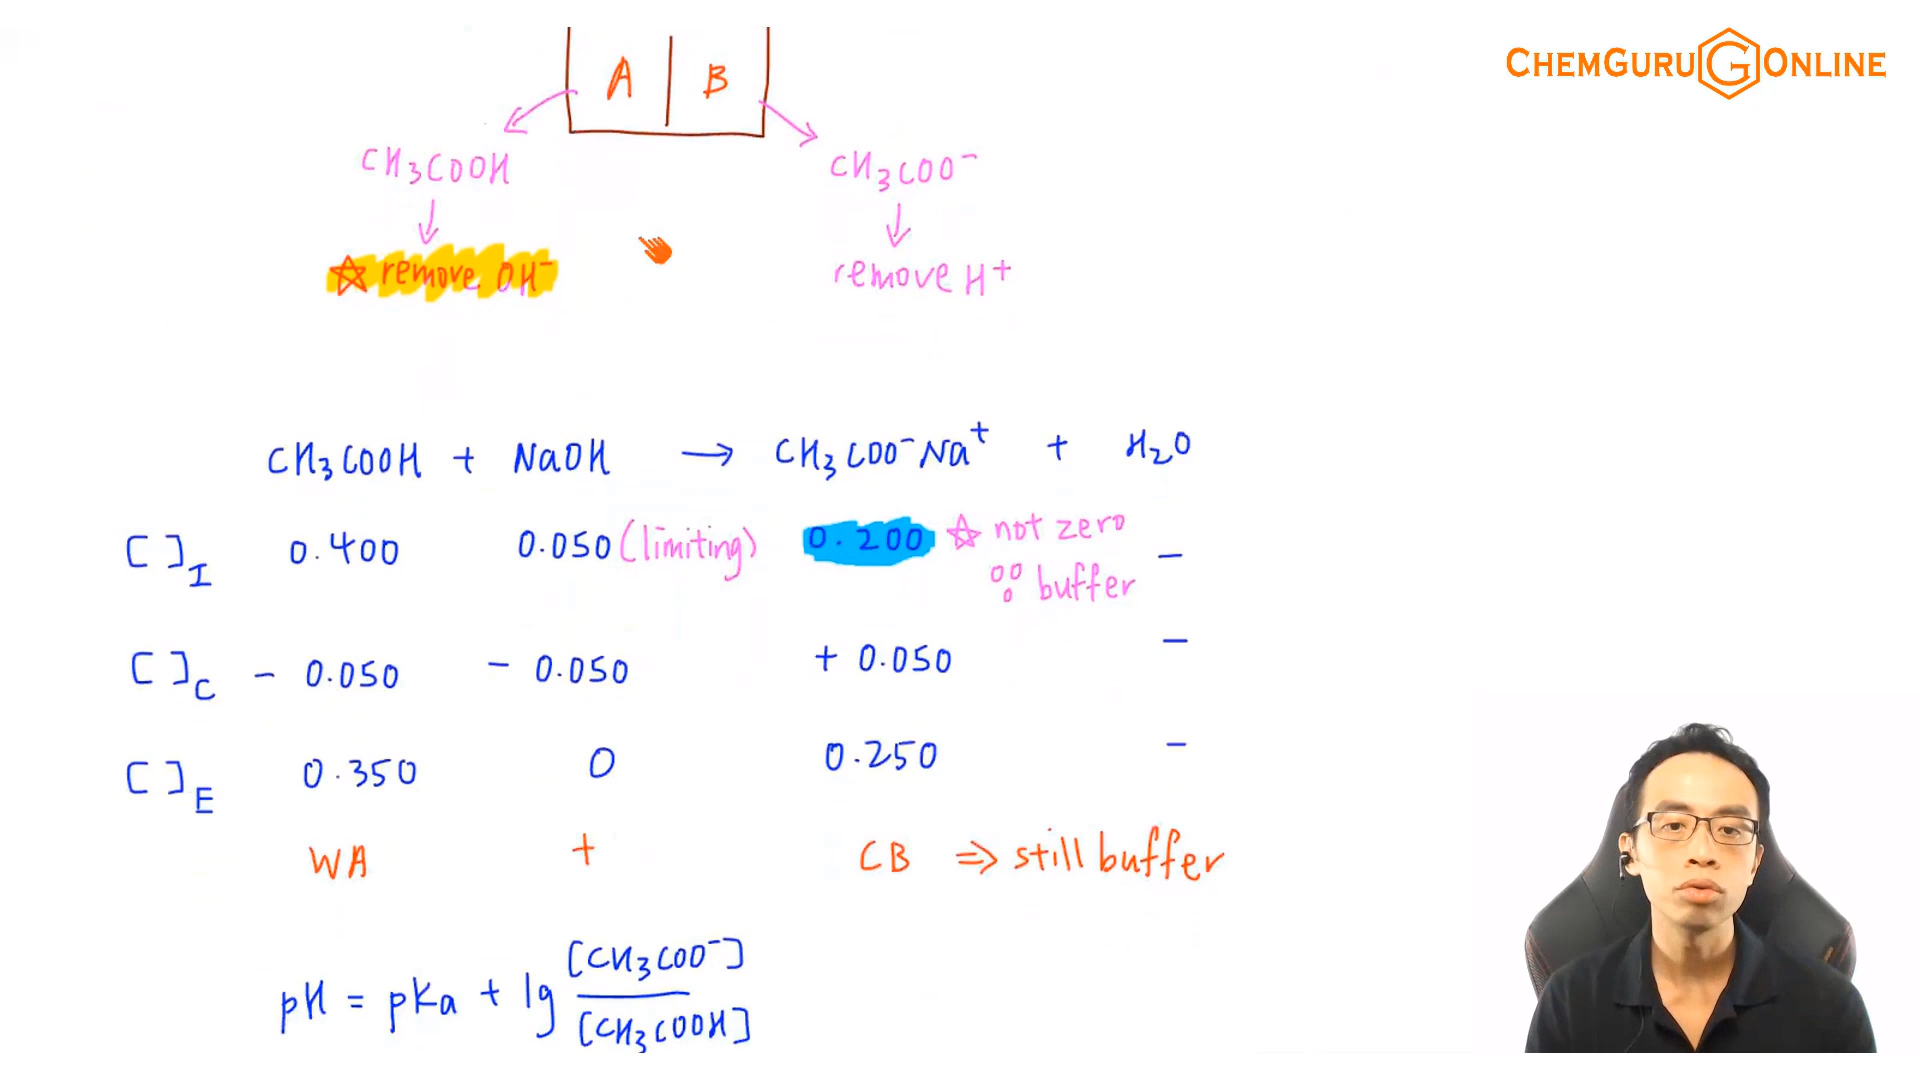 CHEMGURU G ONLINE
A B
CH₃COOH CH₃COO⁻
☆ remove OH⁻ remove H⁺
CH₃COOH + NaOH → CH₃COO⁻Na⁺ + H₂O
[ ]I 0.400 0.050 (limiting) 0.200 ☆ not zero –
∴ buffer
[ ]C - 0.050 - 0.050 + 0.050 –
[ ]E 0.350 0 0.250 –
WA + CB ⇒ still buffer
pH = pKa + lg [CH₃COO⁻]
[CH₃COOH]